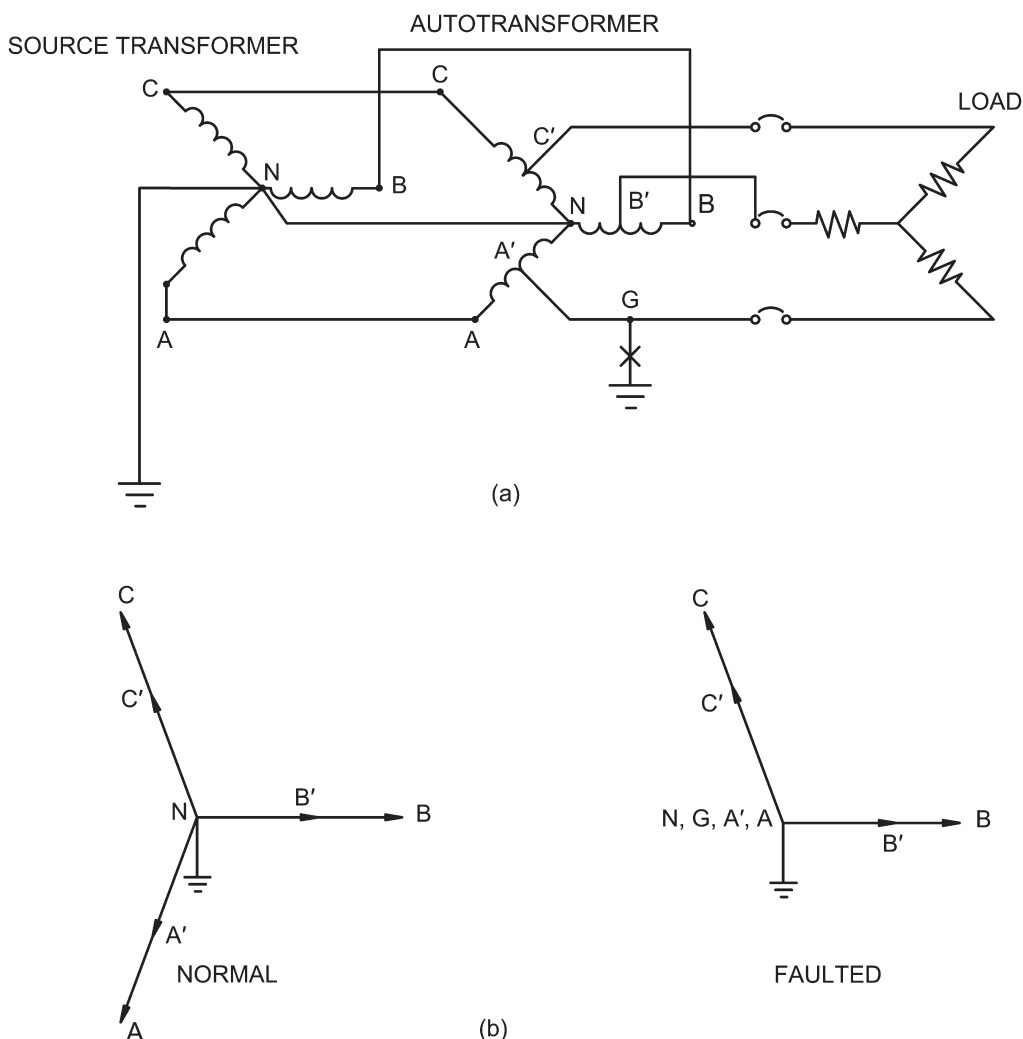 AUTOTRANSFORMER
SOURCE TRANSFORMER
C
C
LOAD
C′
N
B
N
B′
B
A′
G
A
A
(a)
C
C
C′
C′
N
B′
B
N, G, A′, A
B
B′
A′
NORMAL
FAULTED
A
(b)